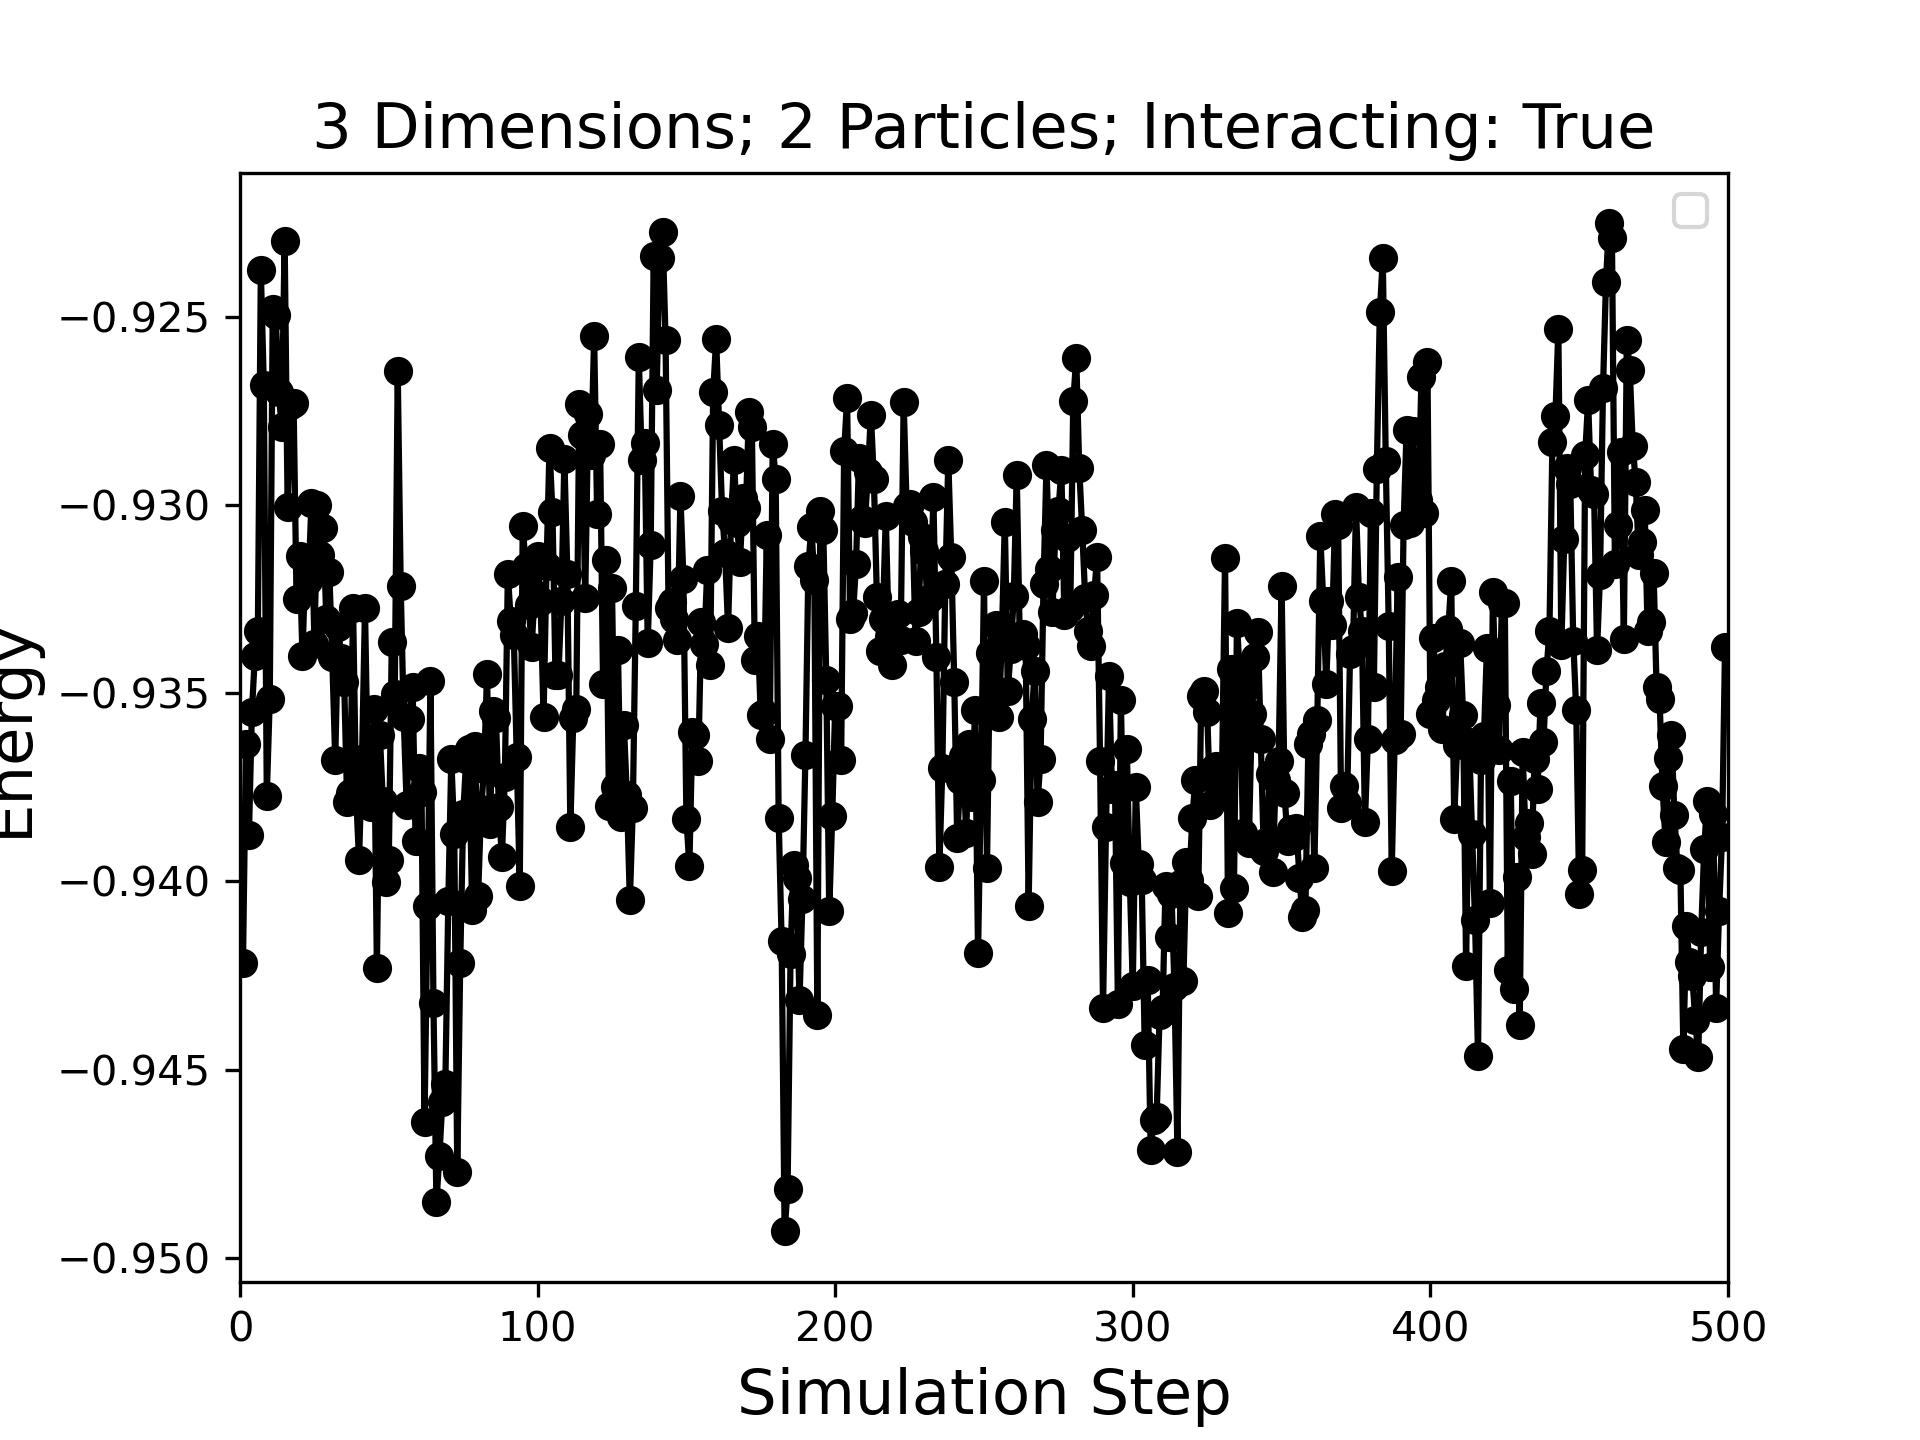 3 Dimensions; 2 Particles; Interacting: True
Energy
−0.925
−0.930
−0.935
−0.940
−0.945
−0.950
0 100 200 300 400 500
Simulation Step